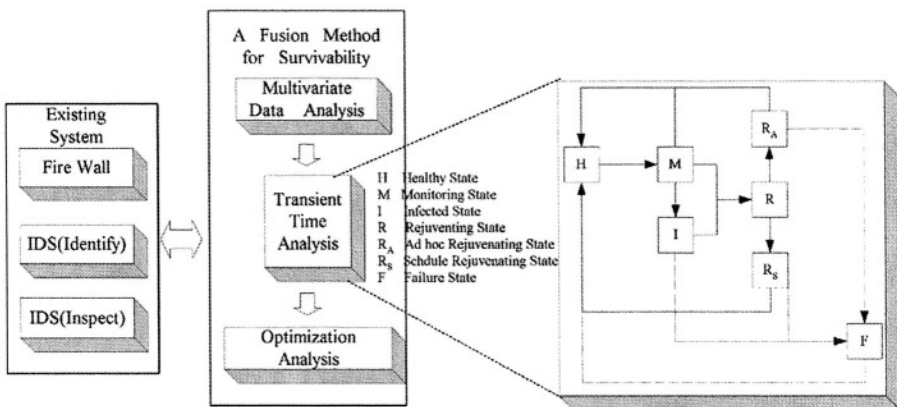 Existing
System
Fire Wall
IDS(Identify)
IDS(Inspect)
A Fusion Method
for Survivability
Multivariate
Data Analysis
Transient
Time
Analysis
Optimization
Analysis
H Healthy State
M Monitoring State
I Infected State
R Rejuventing State
RA Ad hoc Rejuvenating State
RS Schdule Rejuvenating State
F Failure State
RA
H
M
R
I
RS
F